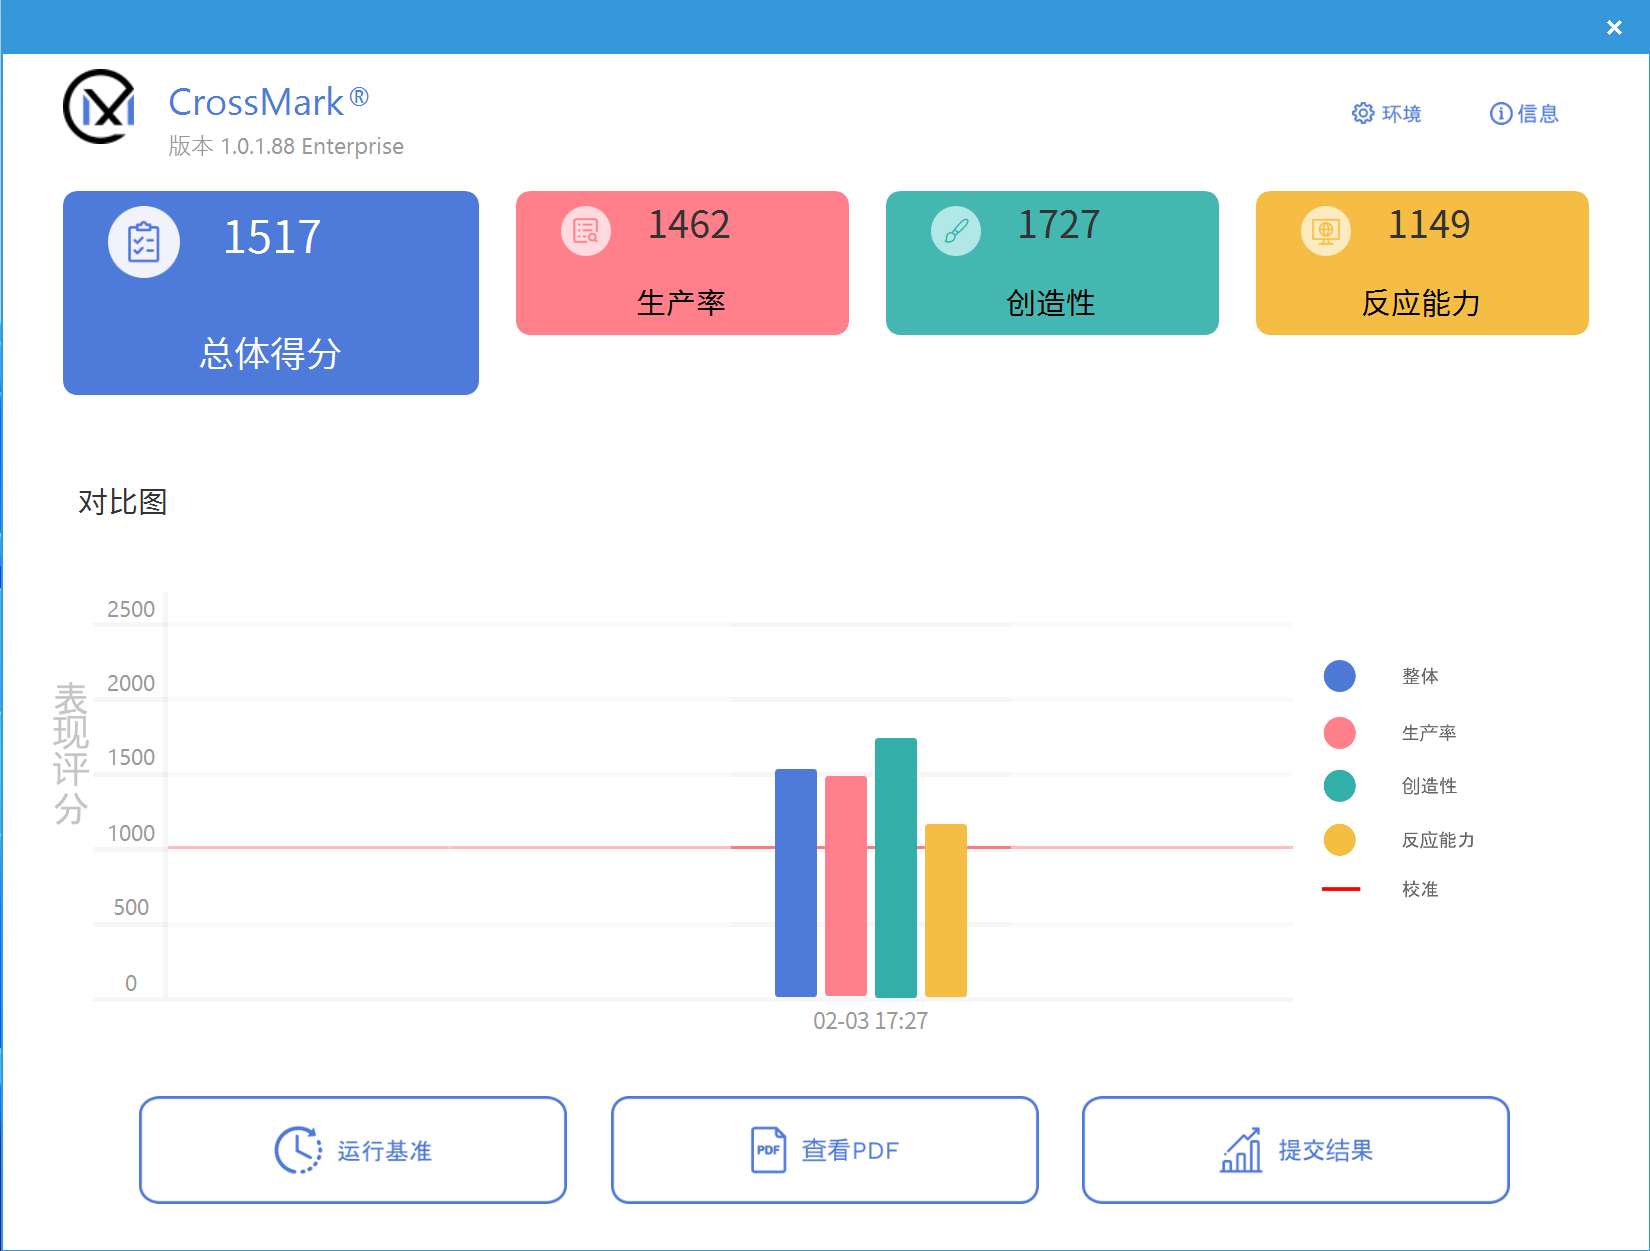 CrossMark®
版本 1.0.1.88 Enterprise
环境
信息
1517
总体得分
1462
生产率
1727
创造性
1149
反应能力
对比图
表现评分
2500
2000
1500
1000
500
0
02-03 17:27
整体
生产率
创造性
反应能力
校准
运行基准
PDF
查看PDF
提交结果